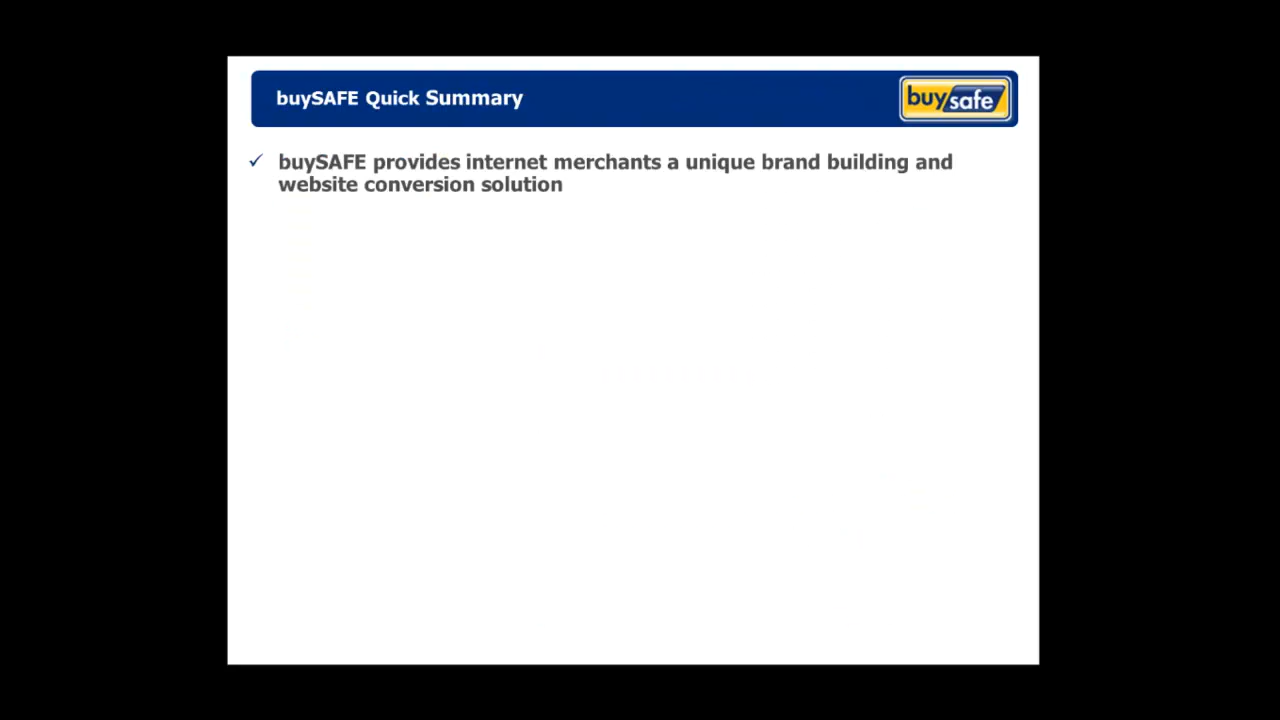 buySAFE Quick Summary
buy safe
✓ buySAFE provides internet merchants a unique brand building and
website conversion solution